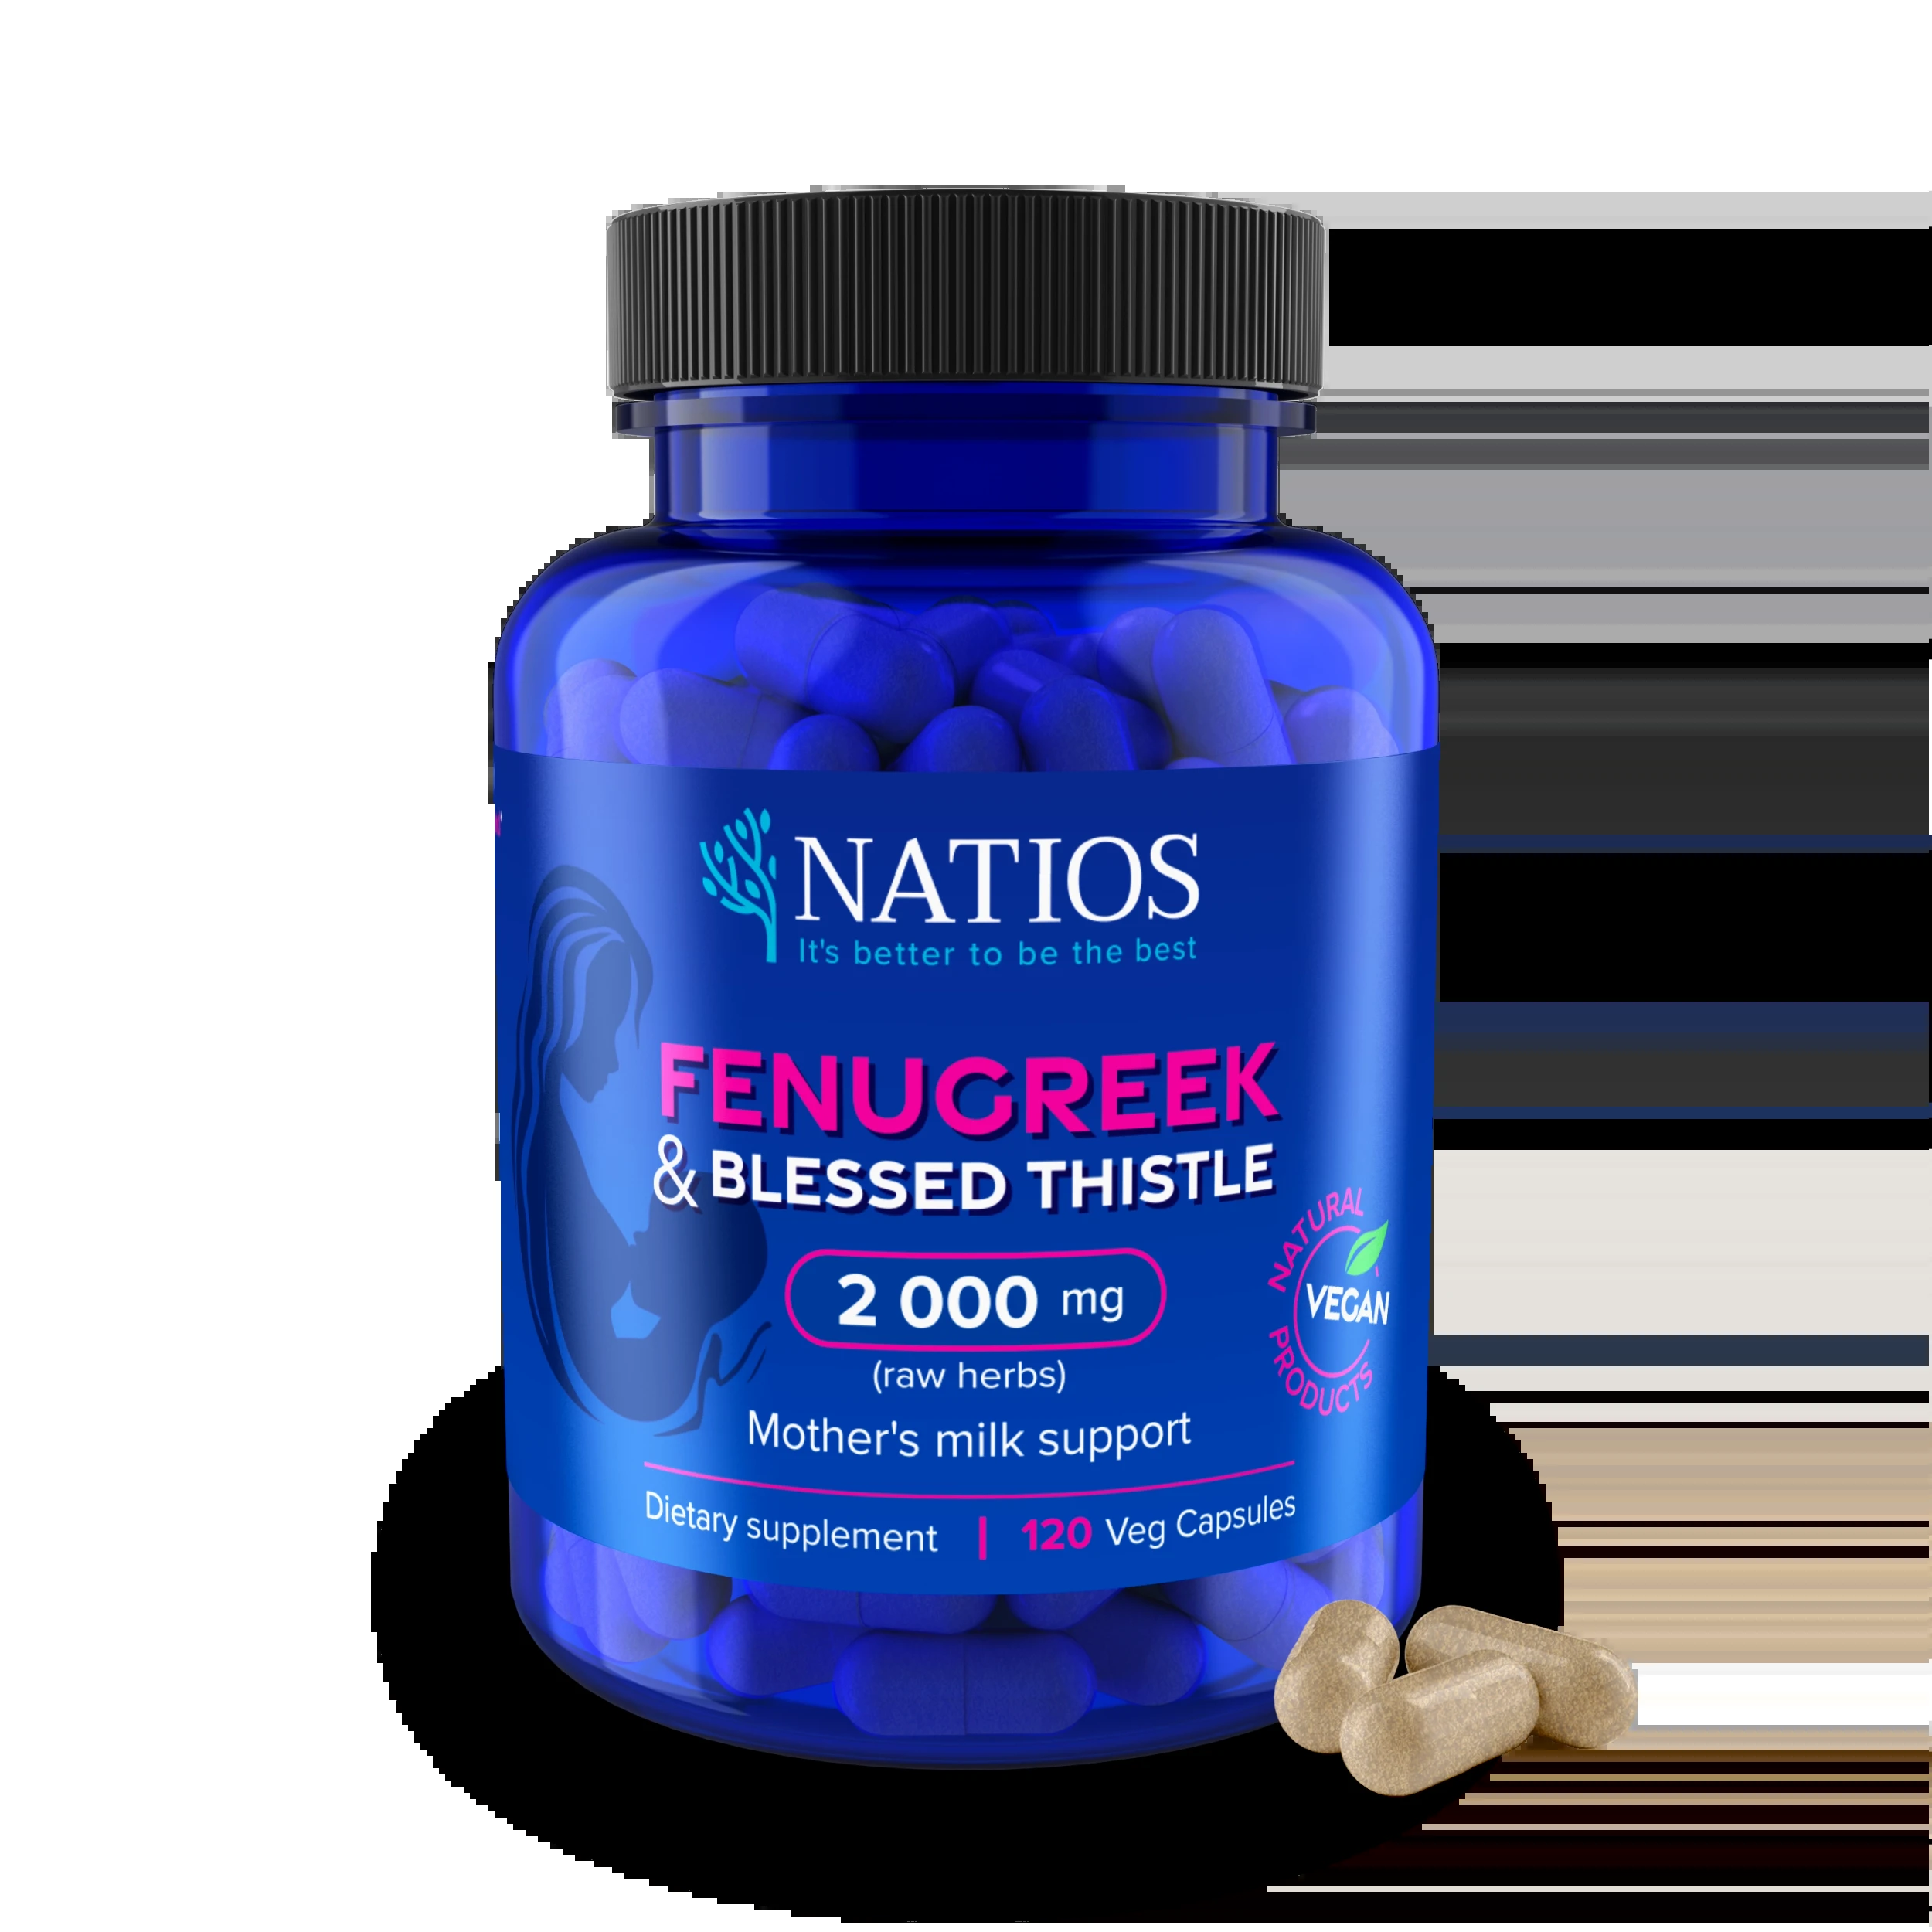 NATIOS
It's better to be the best
FENUGREEK
& BLESSED THISTLE
2 000 mg
(raw herbs)
NATURAL
VEGAN
PRODUCTS
Mother's milk support
Dietary supplement | 120 Veg Capsules